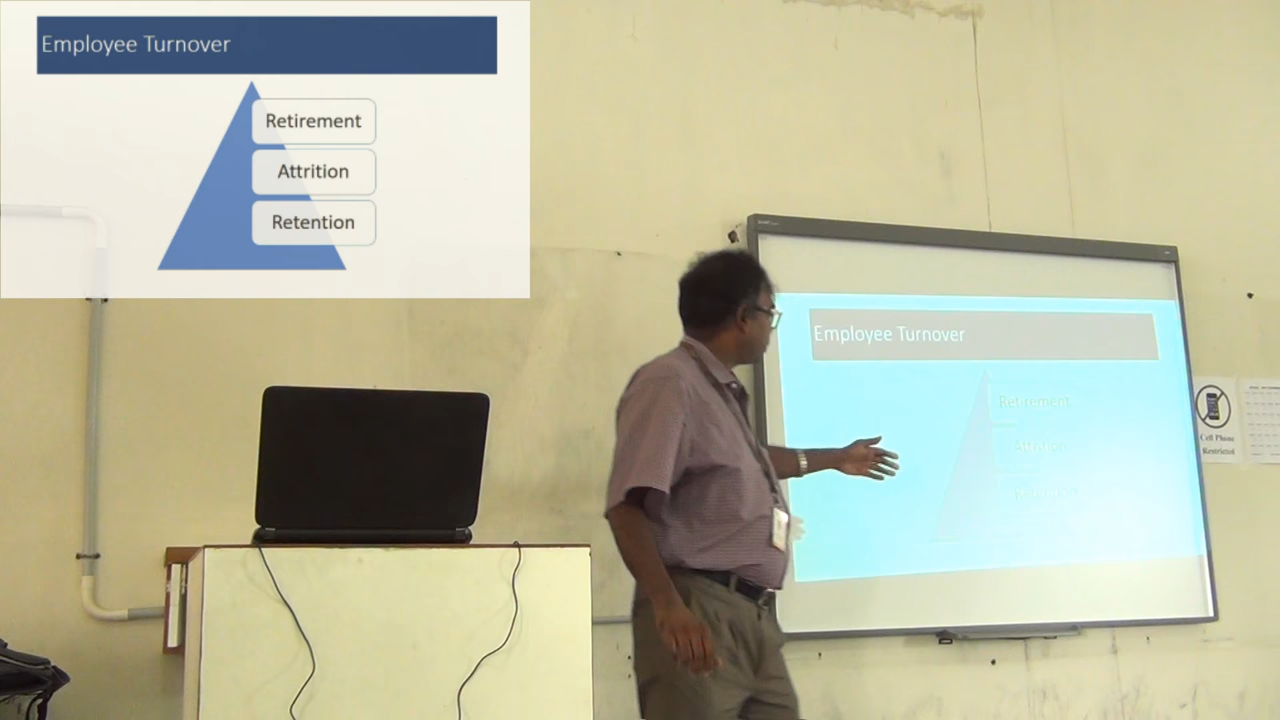 Employee Turnover
Retirement
Attrition
Retention
Employee Turnover
Retirement
Attrition
Retention
Cell Phone
Restricted